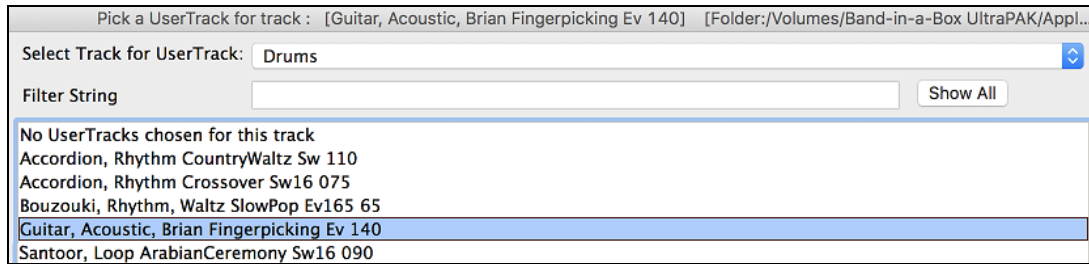 Pick a UserTrack for track :   [Guitar, Acoustic, Brian Fingerpicking Ev 140]   [Folder:/Volumes/Band-in-a-Box UltraPAK/Appl...
Select Track for UserTrack: Drums
Filter String Show All
No UserTracks chosen for this track
Accordion, Rhythm CountryWaltz Sw 110
Accordion, Rhythm Crossover Sw16 075
Bouzouki, Rhythm, Waltz SlowPop Ev165 65
Guitar, Acoustic, Brian Fingerpicking Ev 140
Santoor, Loop ArabianCeremony Sw16 090